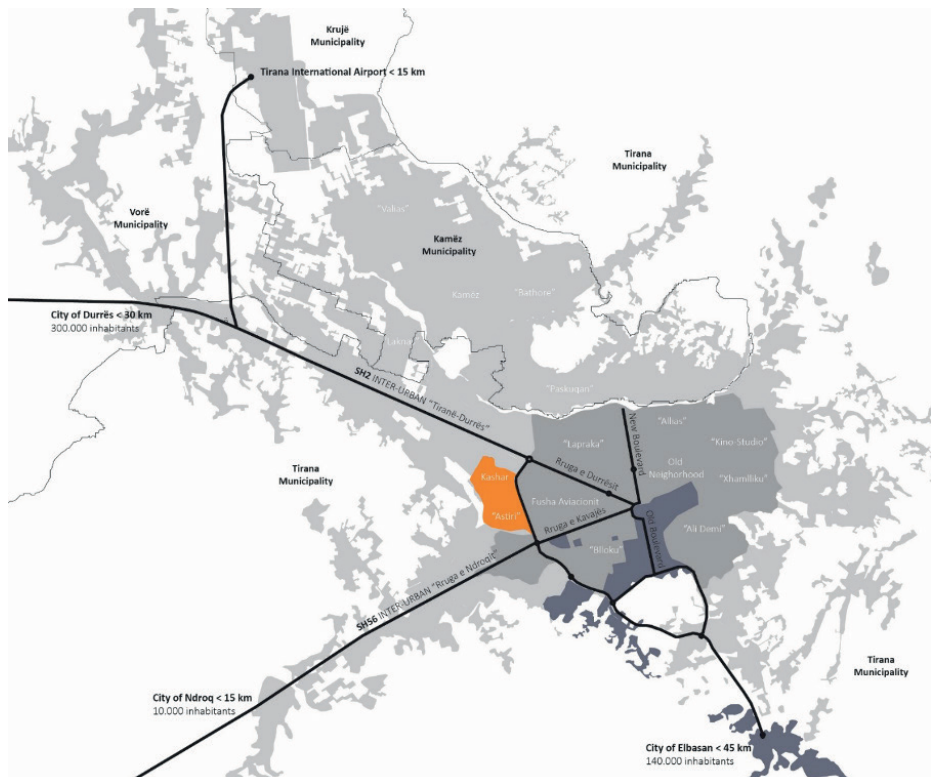 Krujë
Municipality
Tirana International Airport < 15 km
Tirana
Municipality
Vorë
Municipality
"Valias"
Kamëz
Municipality
Kamëz
"Bathore"
City of Durrës < 30 km
300.000 inhabitants
Laknas
SH2 INTER-URBAN "Tiranë-Durrës"
"Paskuqan"
New Boulevard
"Allias"
"Lapraka"
"Kino-Studio"
Old
Neighorhood
Tirana
Municipality
Kashar
Rruga e Durrësit
"Xhamlliku"
"Astiri"
Fusha Aviacionit
Rruga e Kavajës
Old Boulevard
"Ali Demi"
"Blloku"
SH56 INTER-URBAN "Rruga e Ndroqit"
Tirana
Municipality
City of Ndroq < 15 km
10.000 inhabitants
City of Elbasan < 45 km
140.000 inhabitants